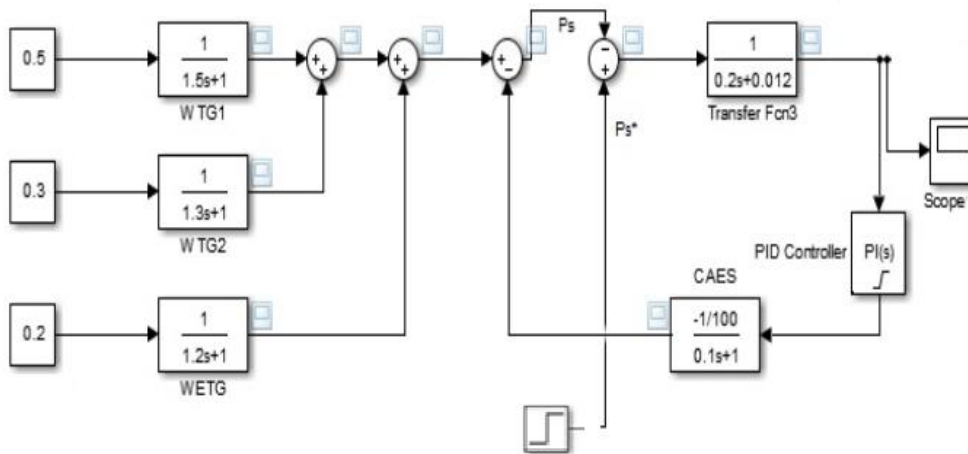 0.5
1
1.5s+1
W TG1
+
+
+
+
+
−
Ps
−
+
Ps*
1
0.2s+0.012
Transfer Fcn3
Scope
0.3
1
1.3s+1
W TG2
PID Controller
PI(s)
CAES
-1/100
0.1s+1
0.2
1
1.2s+1
WETG